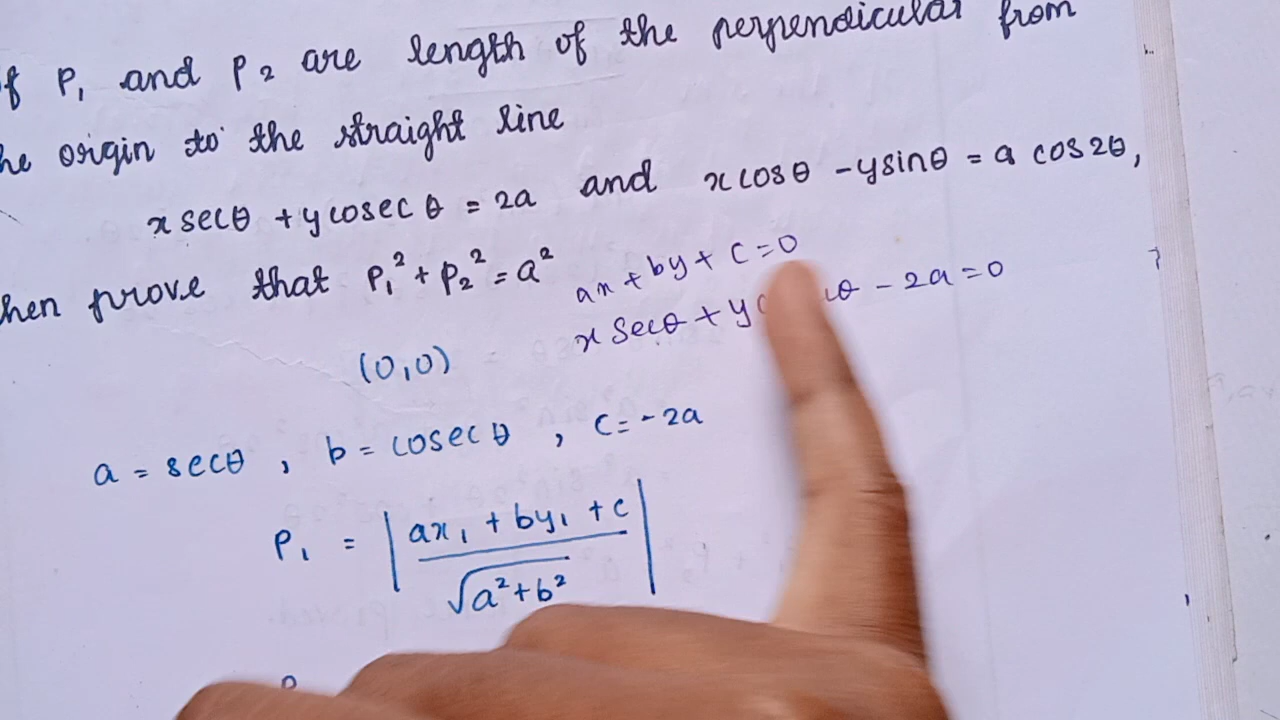 P₁ and P₂ are length of the perpendicular from
origin to the straight line
x secθ + y cosec θ = 2a and x cosθ - y sinθ = a cos2θ,
prove that P₁² + P₂² = a²
ax + by + c = 0
x secθ + y - 2a = 0
(0,0)
a = secθ , b = cosec θ , c = -2a
P₁ = | ax₁ + by₁ + c / √a² + b² |